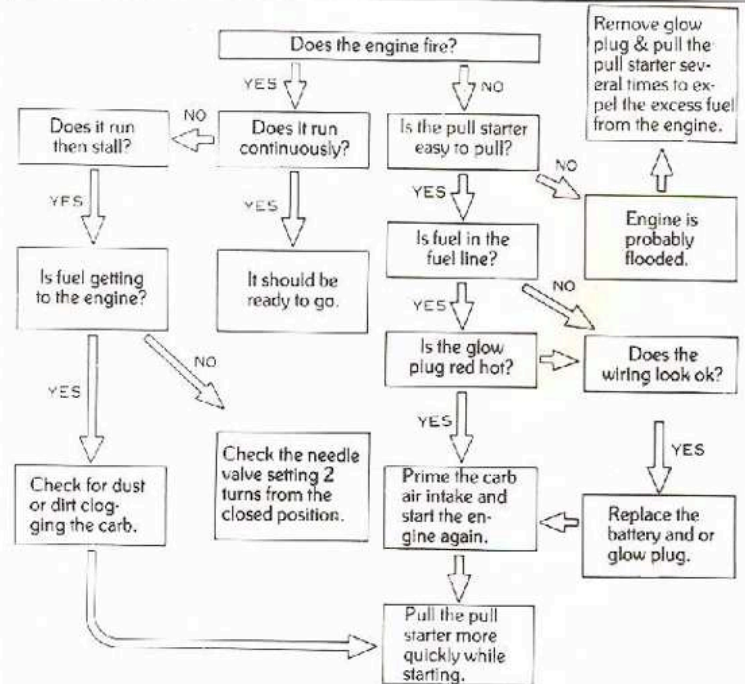 Does the engine fire?
YES
NO
Remove glow
plug & pull the
pull starter sev-
eral times to ex-
pel the excess fuel
from the engine.
Does it run
then stall?
NO
Does it run
continuously?
Is the pull starter
easy to pull?
NO
YES
YES
YES
Engine is
probably
flooded.
Is fuel getting
to the engine?
It should be
ready to go.
Is fuel in the
fuel line?
NO
YES
YES
NO
Is the glow
plug red hot?
Does the
wiring look ok?
YES
YES
Check for dust
or dirt clog-
ging the carb.
Check the needle
valve setting 2
turns from the
closed position.
Prime the carb
air intake and
start the en-
gine again.
Replace the
battery and or
glow plug.
Pull the pull
starter more
quickly while
starting.